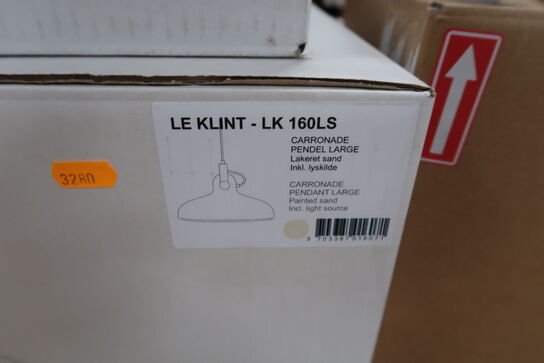 LE KLINT - LK 160LS
CARRONADE
PENDEL LARGE
Lakeret sand
Inkl. lyskilde
CARRONADE
PENDANT LARGE
Painted sand
Incl. light source
3280